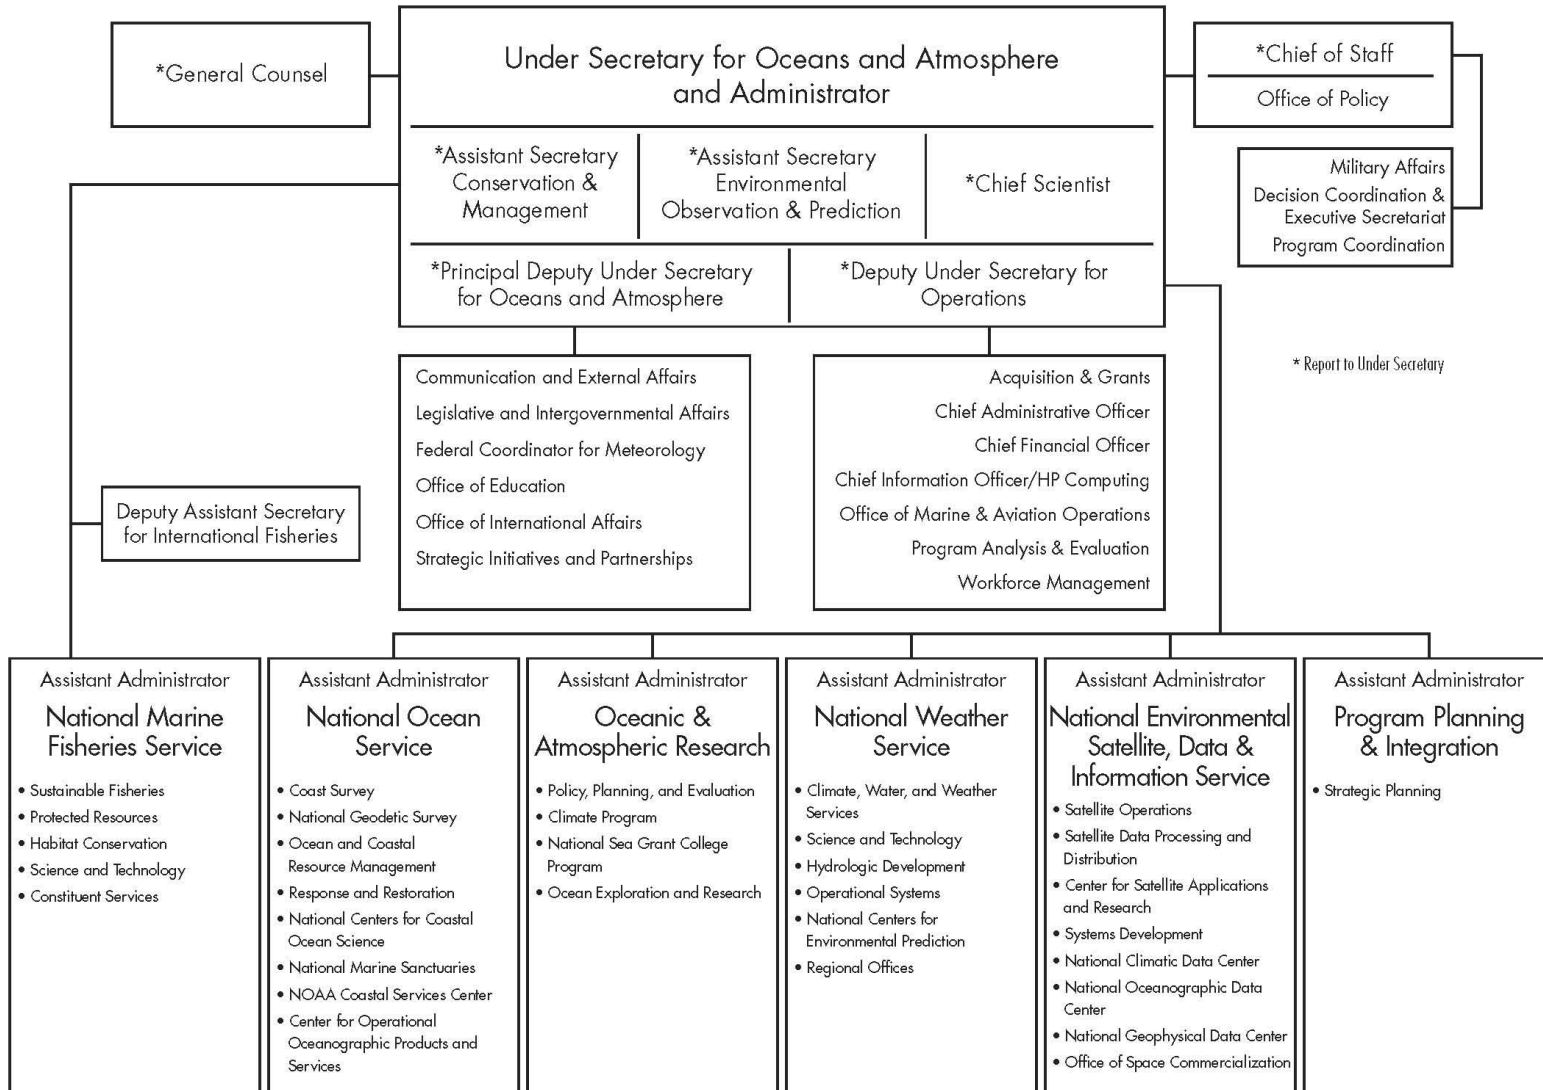 *General Counsel
Under Secretary for Oceans and Atmosphere
and Administrator
*Chief of Staff
Office of Policy
*Assistant Secretary
Conservation &
Management
*Assistant Secretary
Environmental
Observation & Prediction
*Chief Scientist
Military Affairs
Decision Coordination &
Executive Secretariat
Program Coordination
*Principal Deputy Under Secretary
for Oceans and Atmosphere
*Deputy Under Secretary for
Operations
* Report to Under Secretary
Communication and External Affairs
Legislative and Intergovernmental Affairs
Federal Coordinator for Meteorology
Office of Education
Office of International Affairs
Strategic Initiatives and Partnerships
Acquisition & Grants
Chief Administrative Officer
Chief Financial Officer
Chief Information Officer/HP Computing
Office of Marine & Aviation Operations
Program Analysis & Evaluation
Workforce Management
Deputy Assistant Secretary
for International Fisheries
Assistant Administrator
National Marine
Fisheries Service
• Sustainable Fisheries
• Protected Resources
• Habitat Conservation
• Science and Technology
• Constituent Services
Assistant Administrator
National Ocean
Service
• Coast Survey
• National Geodetic Survey
• Ocean and Coastal
Resource Management
• Response and Restoration
• National Centers for Coastal
Ocean Science
• National Marine Sanctuaries
• NOAA Coastal Services Center
• Center for Operational
Oceanographic Products and
Services
Assistant Administrator
Oceanic &
Atmospheric Research
• Policy, Planning, and Evaluation
• Climate Program
• National Sea Grant College
Program
• Ocean Exploration and Research
Assistant Administrator
National Weather
Service
• Climate, Water, and Weather
Services
• Science and Technology
• Hydrologic Development
• Operational Systems
• National Centers for
Environmental Prediction
• Regional Offices
Assistant Administrator
National Environmental
Satellite, Data &
Information Service
• Satellite Operations
• Satellite Data Processing and
Distribution
• Center for Satellite Applications
and Research
• Systems Development
• National Climatic Data Center
• National Oceanographic Data
Center
• National Geophysical Data Center
• Office of Space Commercialization
Assistant Administrator
Program Planning
& Integration
• Strategic Planning